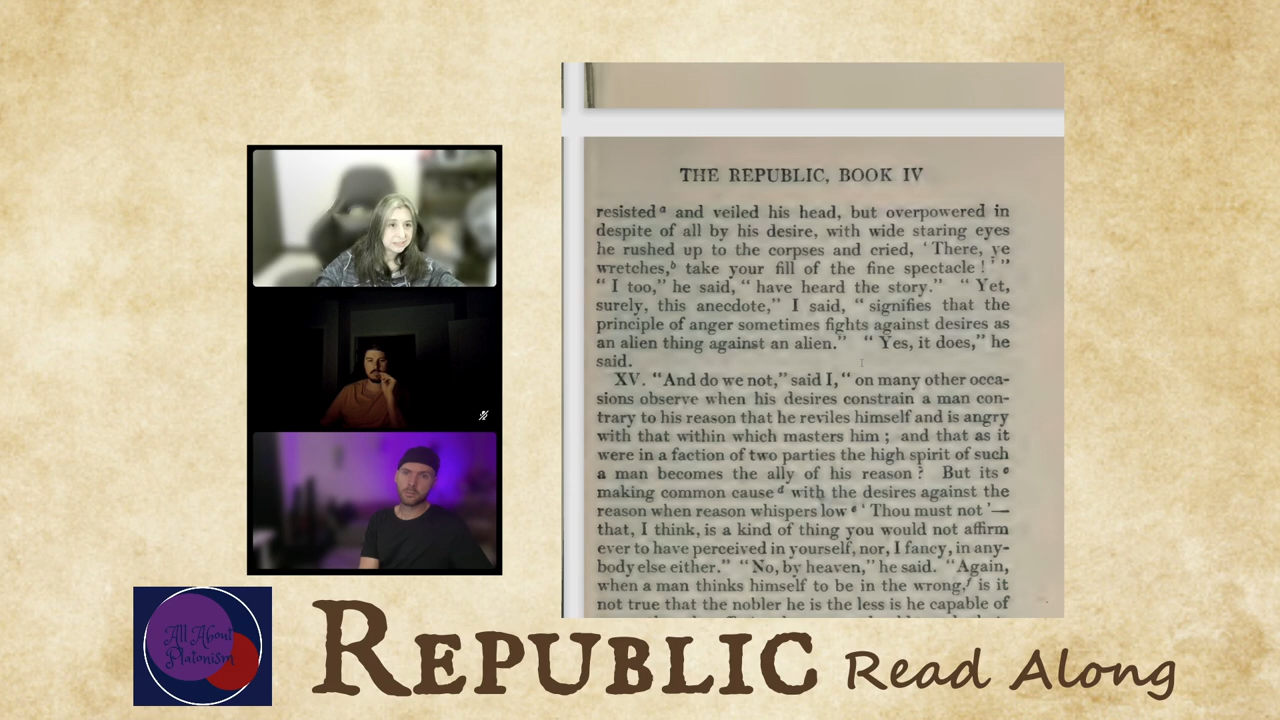 THE REPUBLIC, BOOK IV
resisted a and veiled his head, but overpowered in
despite of all by his desire, with wide staring eyes
he rushed up to the corpses and cried, ‘ There, ye
wretches, b take your fill of the fine spectacle ! ’ ”
“ I too,” he said, “ have heard the story.” “ Yet,
surely, this anecdote,” I said, “ signifies that the
principle of anger sometimes fights against desires as
an alien thing against an alien.” “ Yes, it does,” he
said.
XV. “And do we not,” said I, “ on many other occa-
sions observe when his desires constrain a man con-
trary to his reason that he reviles himself and is angry
with that within which masters him ; and that as it
were in a faction of two parties the high spirit of such
a man becomes the ally of his reason ? But its c
making common cause d with the desires against the
reason when reason whispers low e ‘ Thou must not ’—
that, I think, is a kind of thing you would not affirm
ever to have perceived in yourself, nor, I fancy, in any-
body else either.” “ No, by heaven,” he said. “ Again,
when a man thinks himself to be in the wrong, f is it
not true that the nobler he is the less is he capable of
All About
Platonism
REPUBLIC Read Along